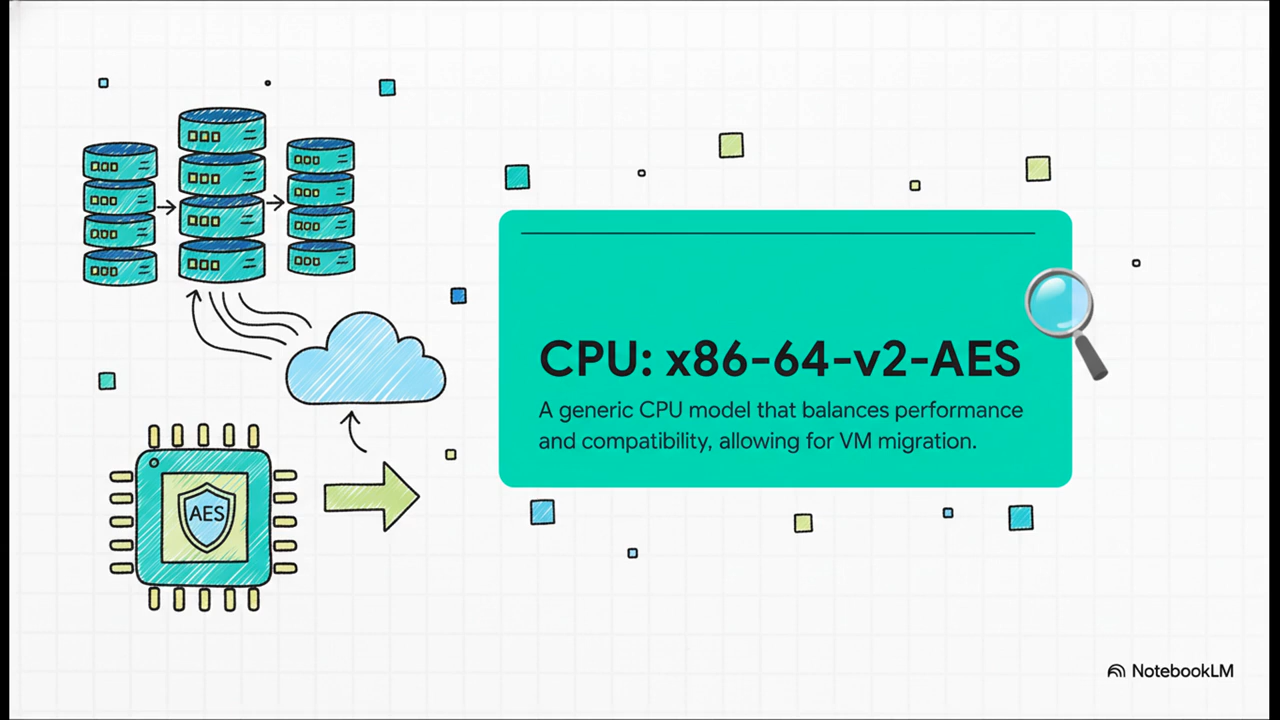 CPU: x86-64-v2-AES
A generic CPU model that balances performance
and compatibility, allowing for VM migration.
AES
NotebookLM